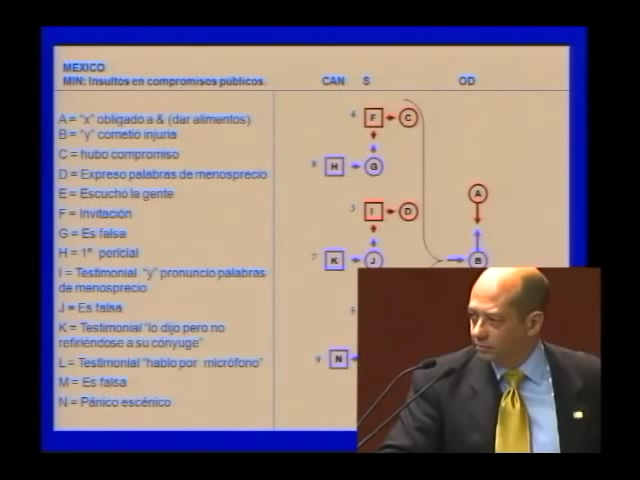 MEXICO
MIN: Insultos en compromisos públicos.
CAN S OD
A = “x” obligado a & (dar alimentos)
B = “y” cometió injuria
C = hubo compromiso
D = Expreso palabras de menosprecio
E = Escucho la gente
F = Invitación
G = Es falsa
H = 1ª pericial
I = Testimonial “y” pronuncio palabras
de menosprecio
J = Es falsa
K = Testimonial “lo dijo pero no
refiriéndose a su cónyuge”
L = Testimonial “hablo por micrófono”
M = Es falsa
N = Pánico escénico
4 F C
H G
A
3 I D
7 K J B
9 N